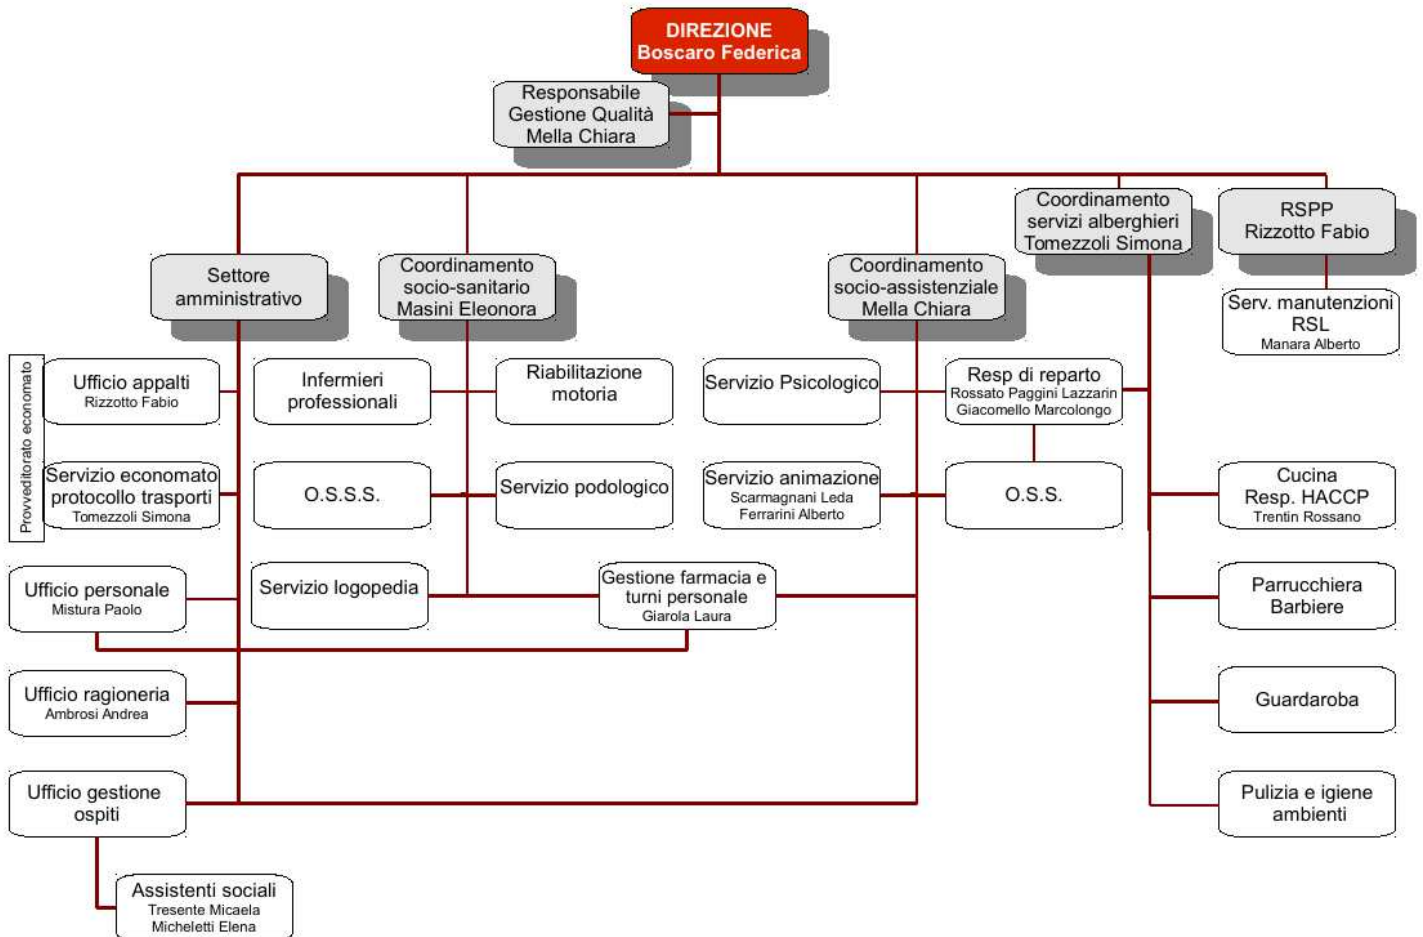 DIREZIONE
Boscaro Federica
Responsabile
Gestione Qualità
Mella Chiara
Settore
amministrativo
Coordinamento
socio-sanitario
Masini Eleonora
Coordinamento
socio-assistenziale
Mella Chiara
Coordinamento
servizi alberghieri
Tomezzoli Simona
RSPP
Rizzotto Fabio
Serv. manutenzioni
RSL
Manara Alberto
Provveditorato economato
Ufficio appalti
Rizzotto Fabio
Infermieri
professionali
Riabilitazione
motoria
Servizio Psicologico
Resp di reparto
Rossato Paggini Lazzarin
Giacomello Marcolongo
Servizio economato
protocollo trasporti
Tomezzoli Simona
O.S.S.S.
Servizio podologico
Servizio animazione
Scarmagnani Leda
Ferrarini Alberto
O.S.S.
Cucina
Resp. HACCP
Trentin Rossano
Ufficio personale
Mistura Paolo
Servizio logopedia
Gestione farmacia e
turni personale
Giarola Laura
Parrucchiera
Barbiere
Ufficio ragioneria
Ambrosi Andrea
Guardaroba
Ufficio gestione
ospiti
Pulizia e igiene
ambienti
Assistenti sociali
Tresente Micaela
Micheletti Elena